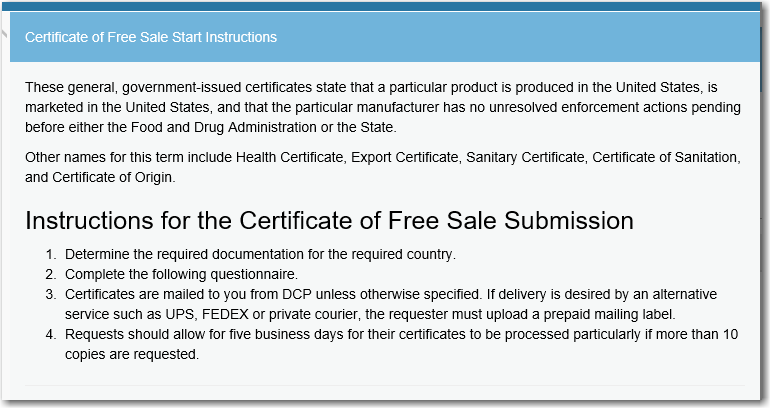 Certificate of Free Sale Start Instructions
These general, government-issued certificates state that a particular product is produced in the United States, is
marketed in the United States, and that the particular manufacturer has no unresolved enforcement actions pending
before either the Food and Drug Administration or the State.
Other names for this term include Health Certificate, Export Certificate, Sanitary Certificate, Certificate of Sanitation,
and Certificate of Origin.
Instructions for the Certificate of Free Sale Submission
1. Determine the required documentation for the required country.
2. Complete the following questionnaire.
3. Certificates are mailed to you from DCP unless otherwise specified. If delivery is desired by an alternative
service such as UPS, FEDEX or private courier, the requester must upload a prepaid mailing label.
4. Requests should allow for five business days for their certificates to be processed particularly if more than 10
copies are requested.